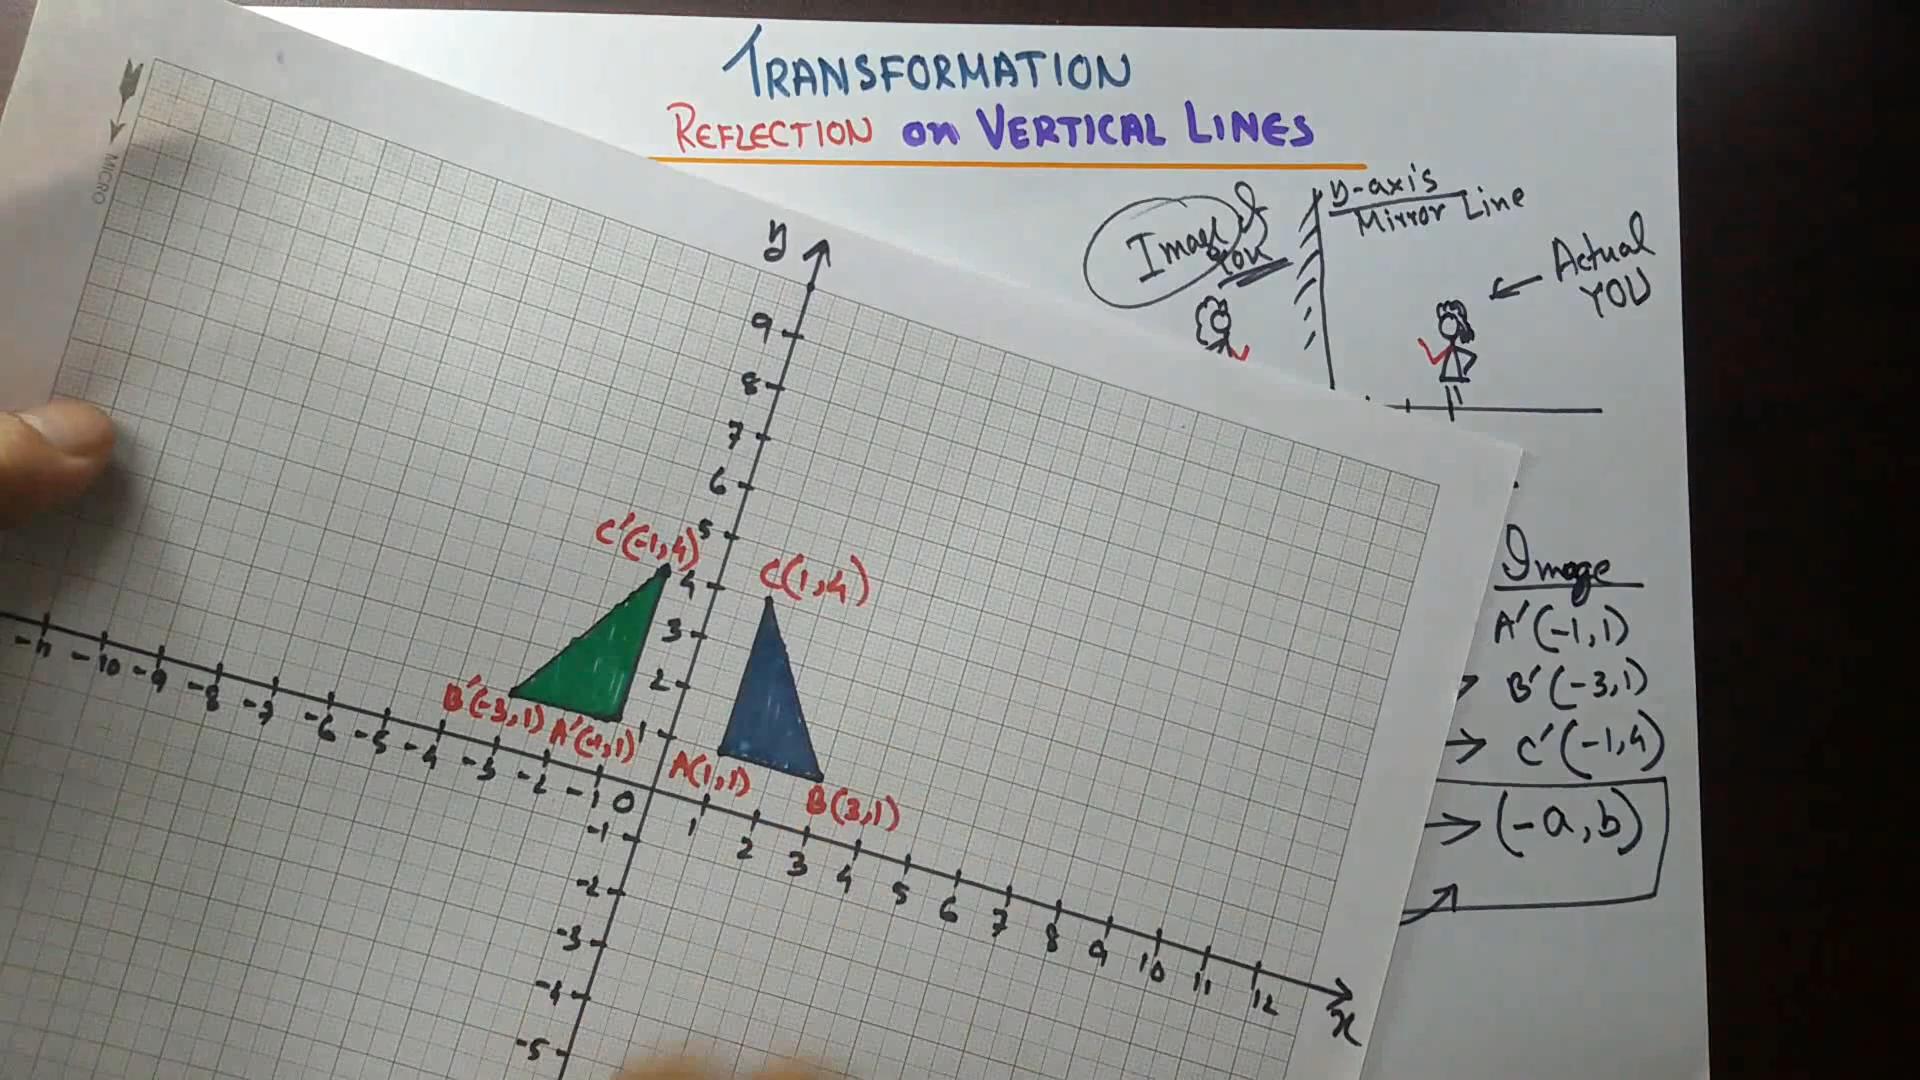 TRANSFORMATION
REFLECTION on VERTICAL LINES
Image of YOU
y-axis
Mirror Line
Actual YOU
MICRO
y
9
8
7
6
5
4
3
2
1
C'(-1,4)
C(1,4)
B'(-3,1) A'(-1,1)
A(1,1)
B(3,1)
-11 -10 -9 -8 -7 -6 -5 -4 -3 -2 -1 0 1 2 3 4 5 6 7 8 9 10 11 12
x
-1
-2
-3
-4
-5
Image
A'(-1,1)
→ B'(-3,1)
→ C'(-1,4)
→ (-a,b)